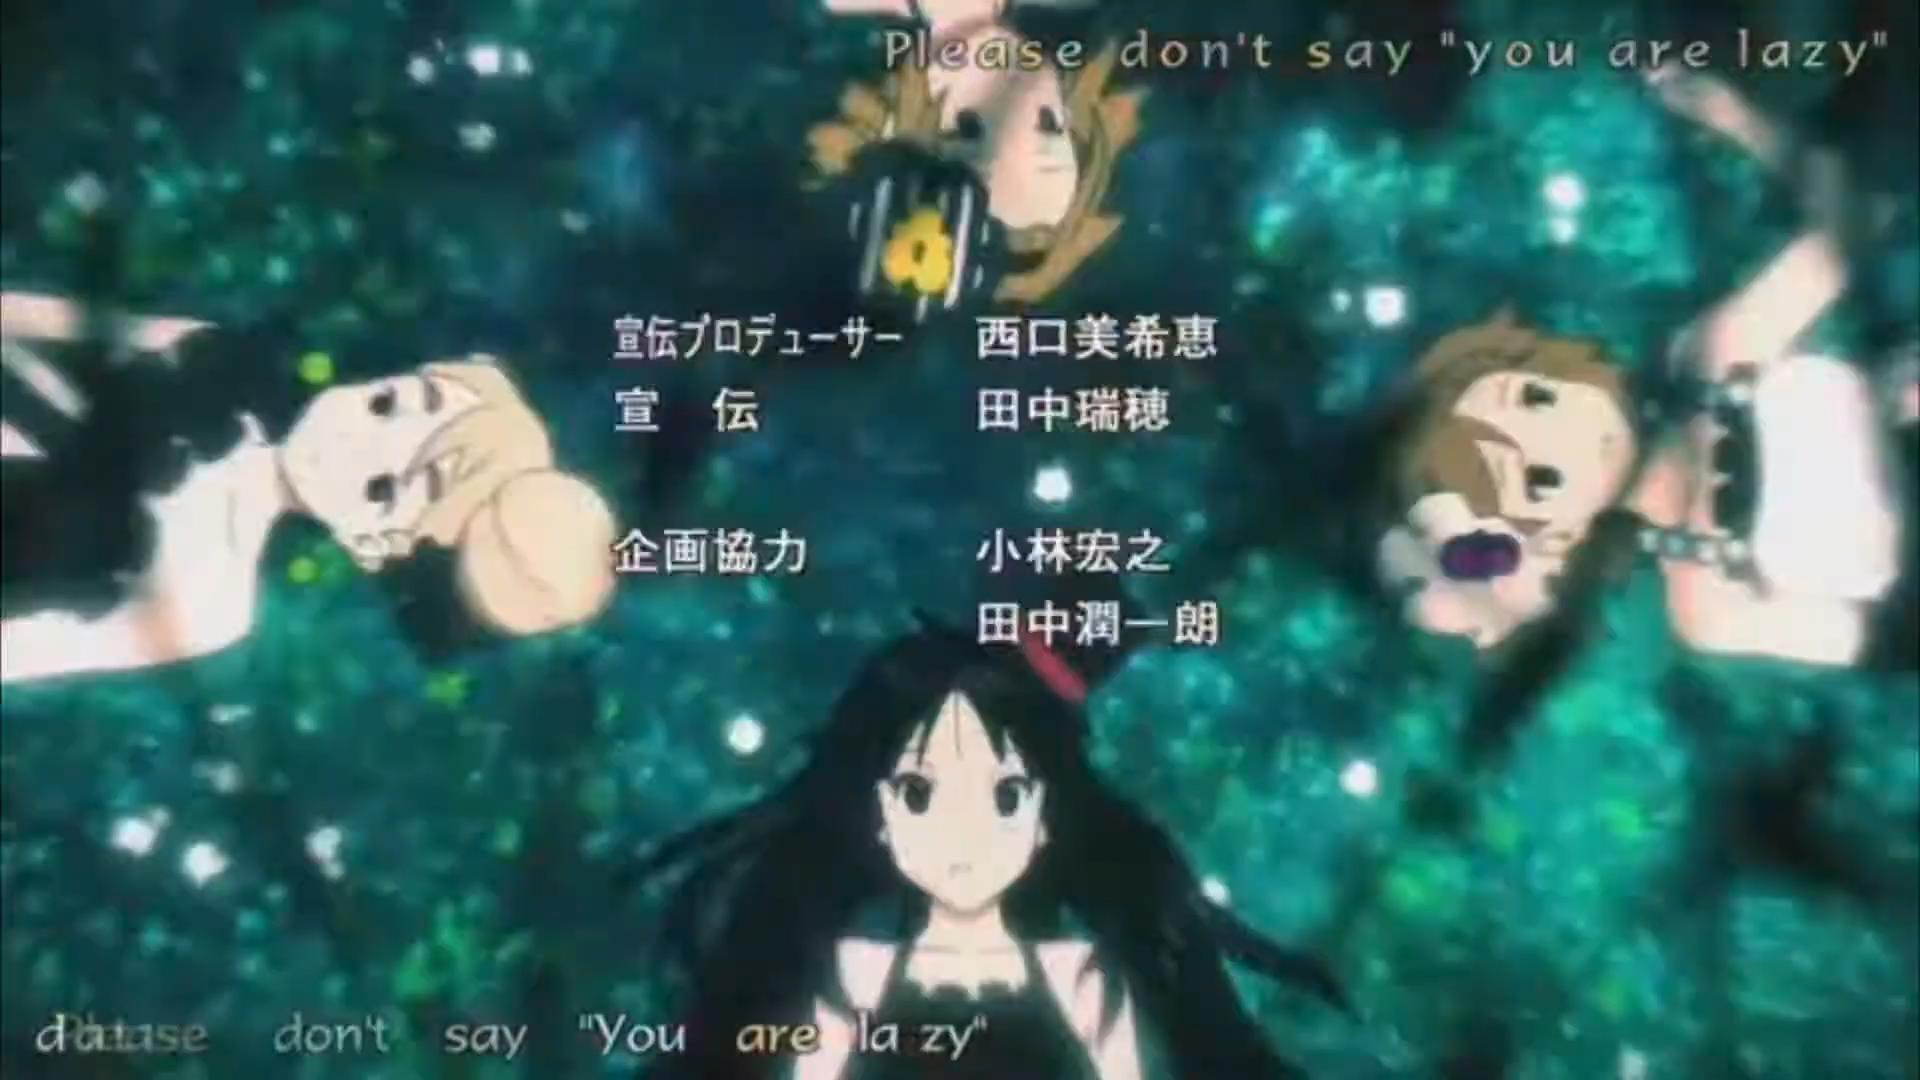 Please don't say "you are lazy"
宣伝プロデューサー 西口美希恵
宣 伝 田中瑞穂
企画協力 小林宏之
田中潤一朗
Please don't say "You are lazy"